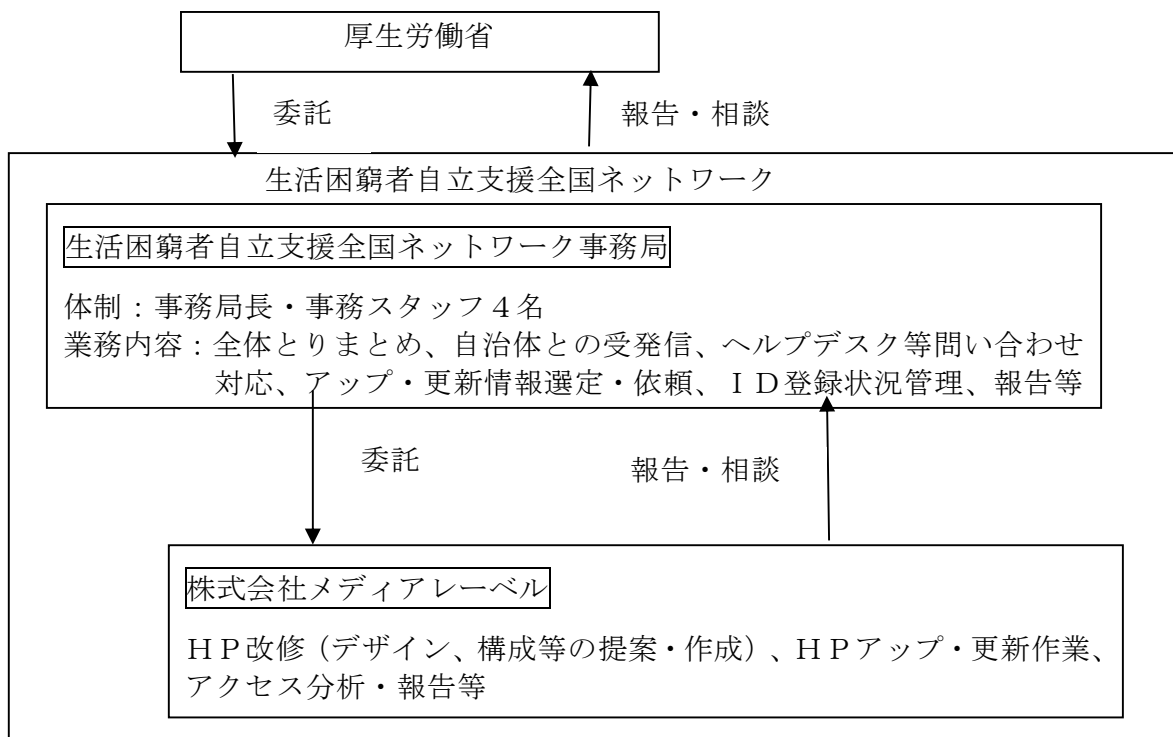 厚生労働省
委託
報告・相談
生活困窮者自立支援全国ネットワーク
生活困窮者自立支援全国ネットワーク事務局
体制：事務局長・事務スタッフ４名
業務内容：全体とりまとめ、自治体との受発信、ヘルプデスク等問い合わせ
対応、アップ・更新情報選定・依頼、ＩＤ登録状況管理、報告等
委託
報告・相談
株式会社メディアレーベル
ＨＰ改修（デザイン、構成等の提案・作成）、ＨＰアップ・更新作業、
アクセス分析・報告等